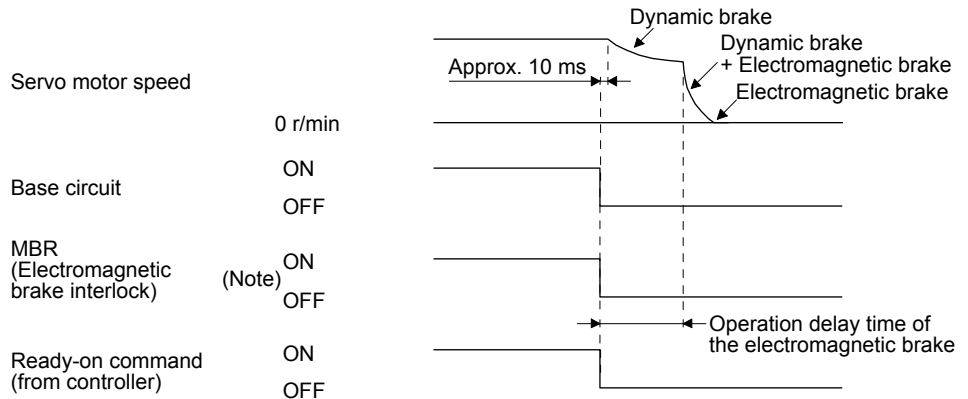 Dynamic brake
Dynamic brake
+ Electromagnetic brake
Electromagnetic brake
Approx. 10 ms
Servo motor speed
0 r/min
ON
Base circuit
OFF
MBR
(Electromagnetic
brake interlock)
(Note)
ON
OFF
Operation delay time of
the electromagnetic brake
Ready-on command
(from controller)
ON
OFF